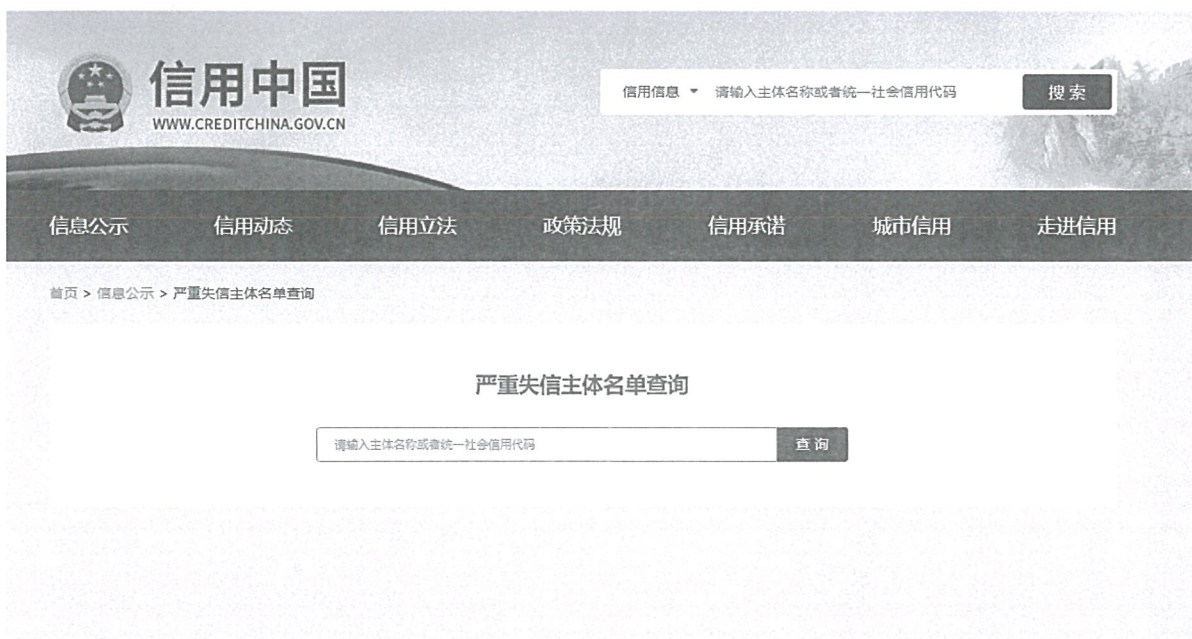 信用中国
WWW.CREDITCHINA.GOV.CN
信用信息 请输入主体名称或者统一社会信用代码 搜索
信息公示 信用动态 信用立法 政策法规 信用承诺 城市信用 走进信用
首页 > 信息公示 > 严重失信主体名单查询
严重失信主体名单查询
请输入主体名称或者统一社会信用代码 查询